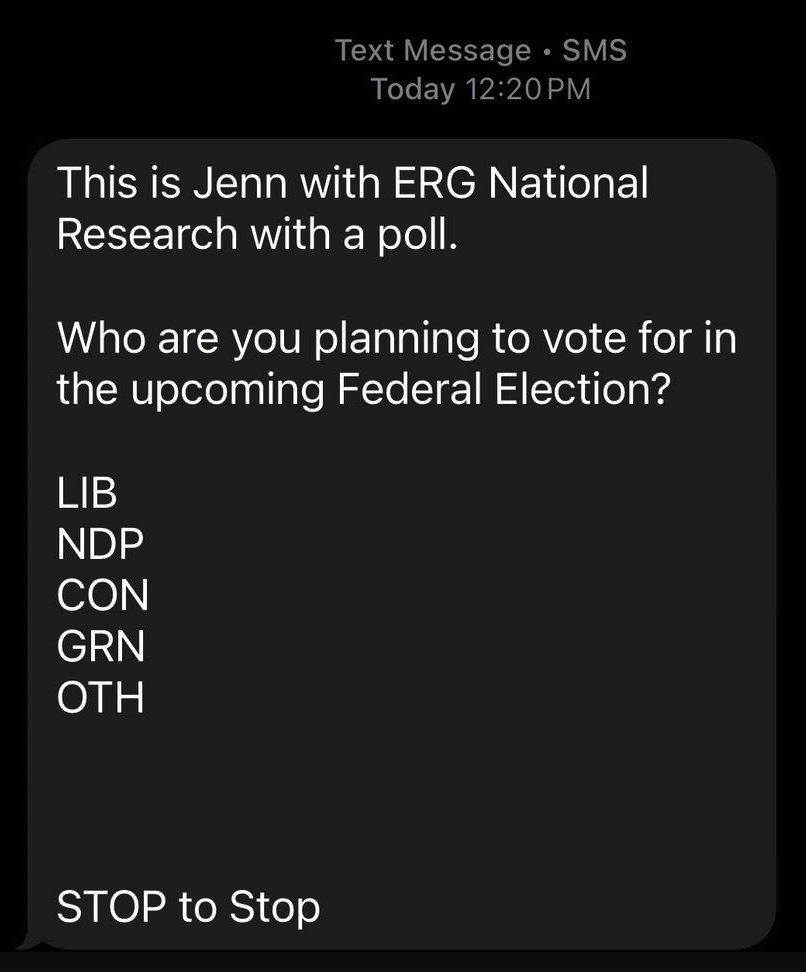 Text Message • SMS
Today 12:20 PM
This is Jenn with ERG National
Research with a poll.
Who are you planning to vote for in
the upcoming Federal Election?
LIB
NDP
CON
GRN
OTH
STOP to Stop